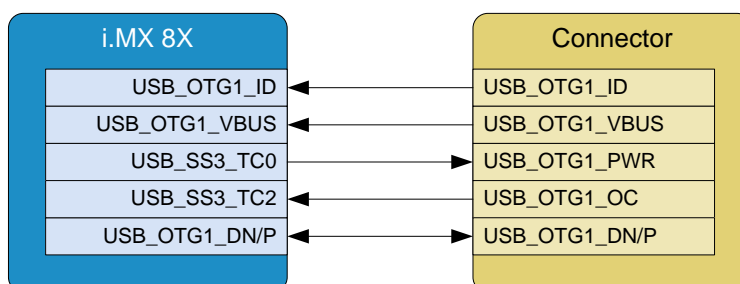 i.MX 8X
Connector
USB_OTG1_ID
USB_OTG1_ID
USB_OTG1_VBUS
USB_OTG1_VBUS
USB_SS3_TC0
USB_OTG1_PWR
USB_SS3_TC2
USB_OTG1_OC
USB_OTG1_DN/P
USB_OTG1_DN/P